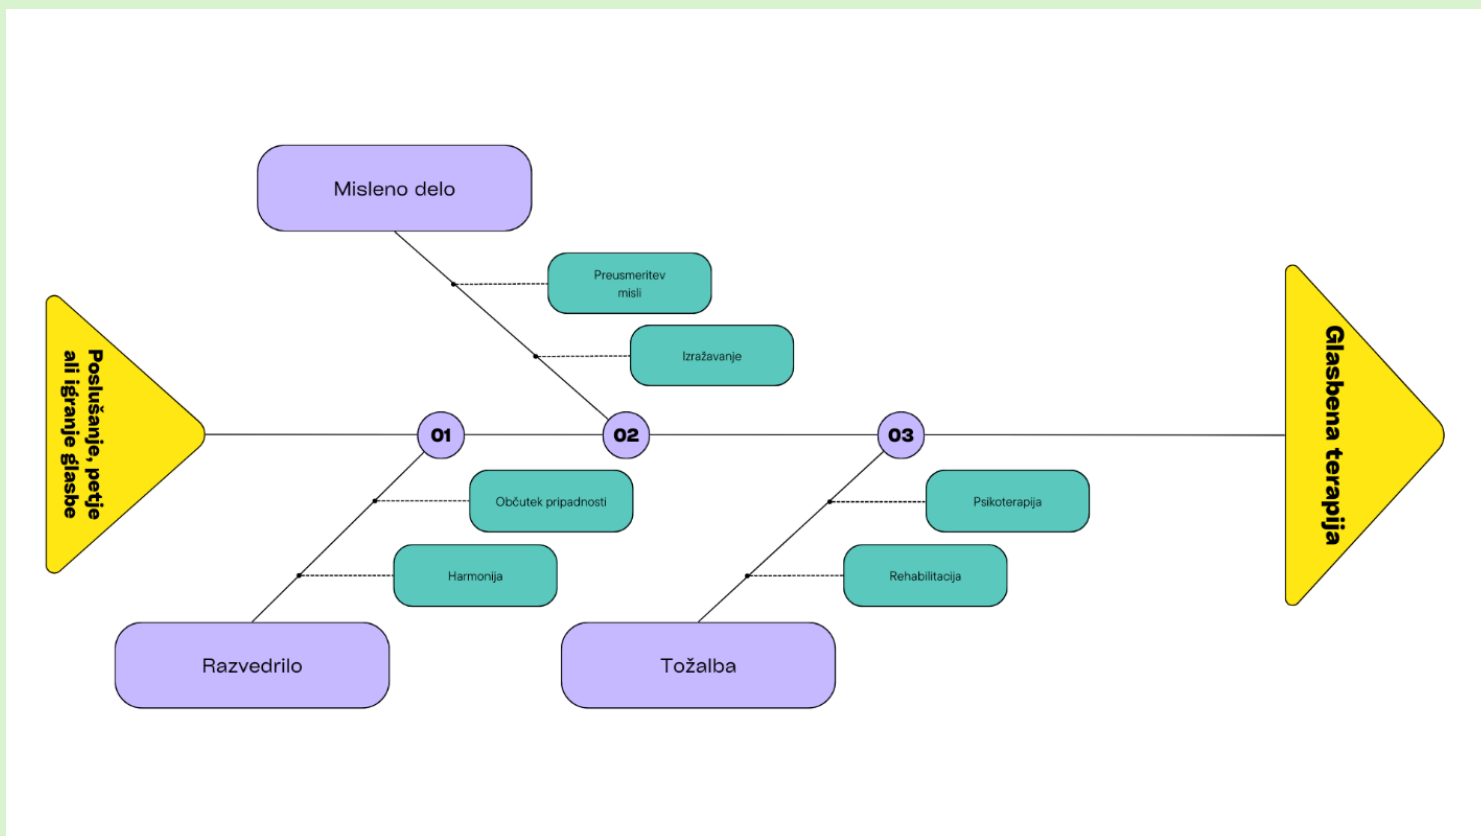 Misleno delo
Preusmeritev
misli
Izražavanje
Poslušanje, petje
ali igranje glasbe
01
02
03
Glasbena terapija
Občutek pripadnosti
Harmonija
Razvedrilo
Psikoterapija
Rehabilitacija
Tožalba